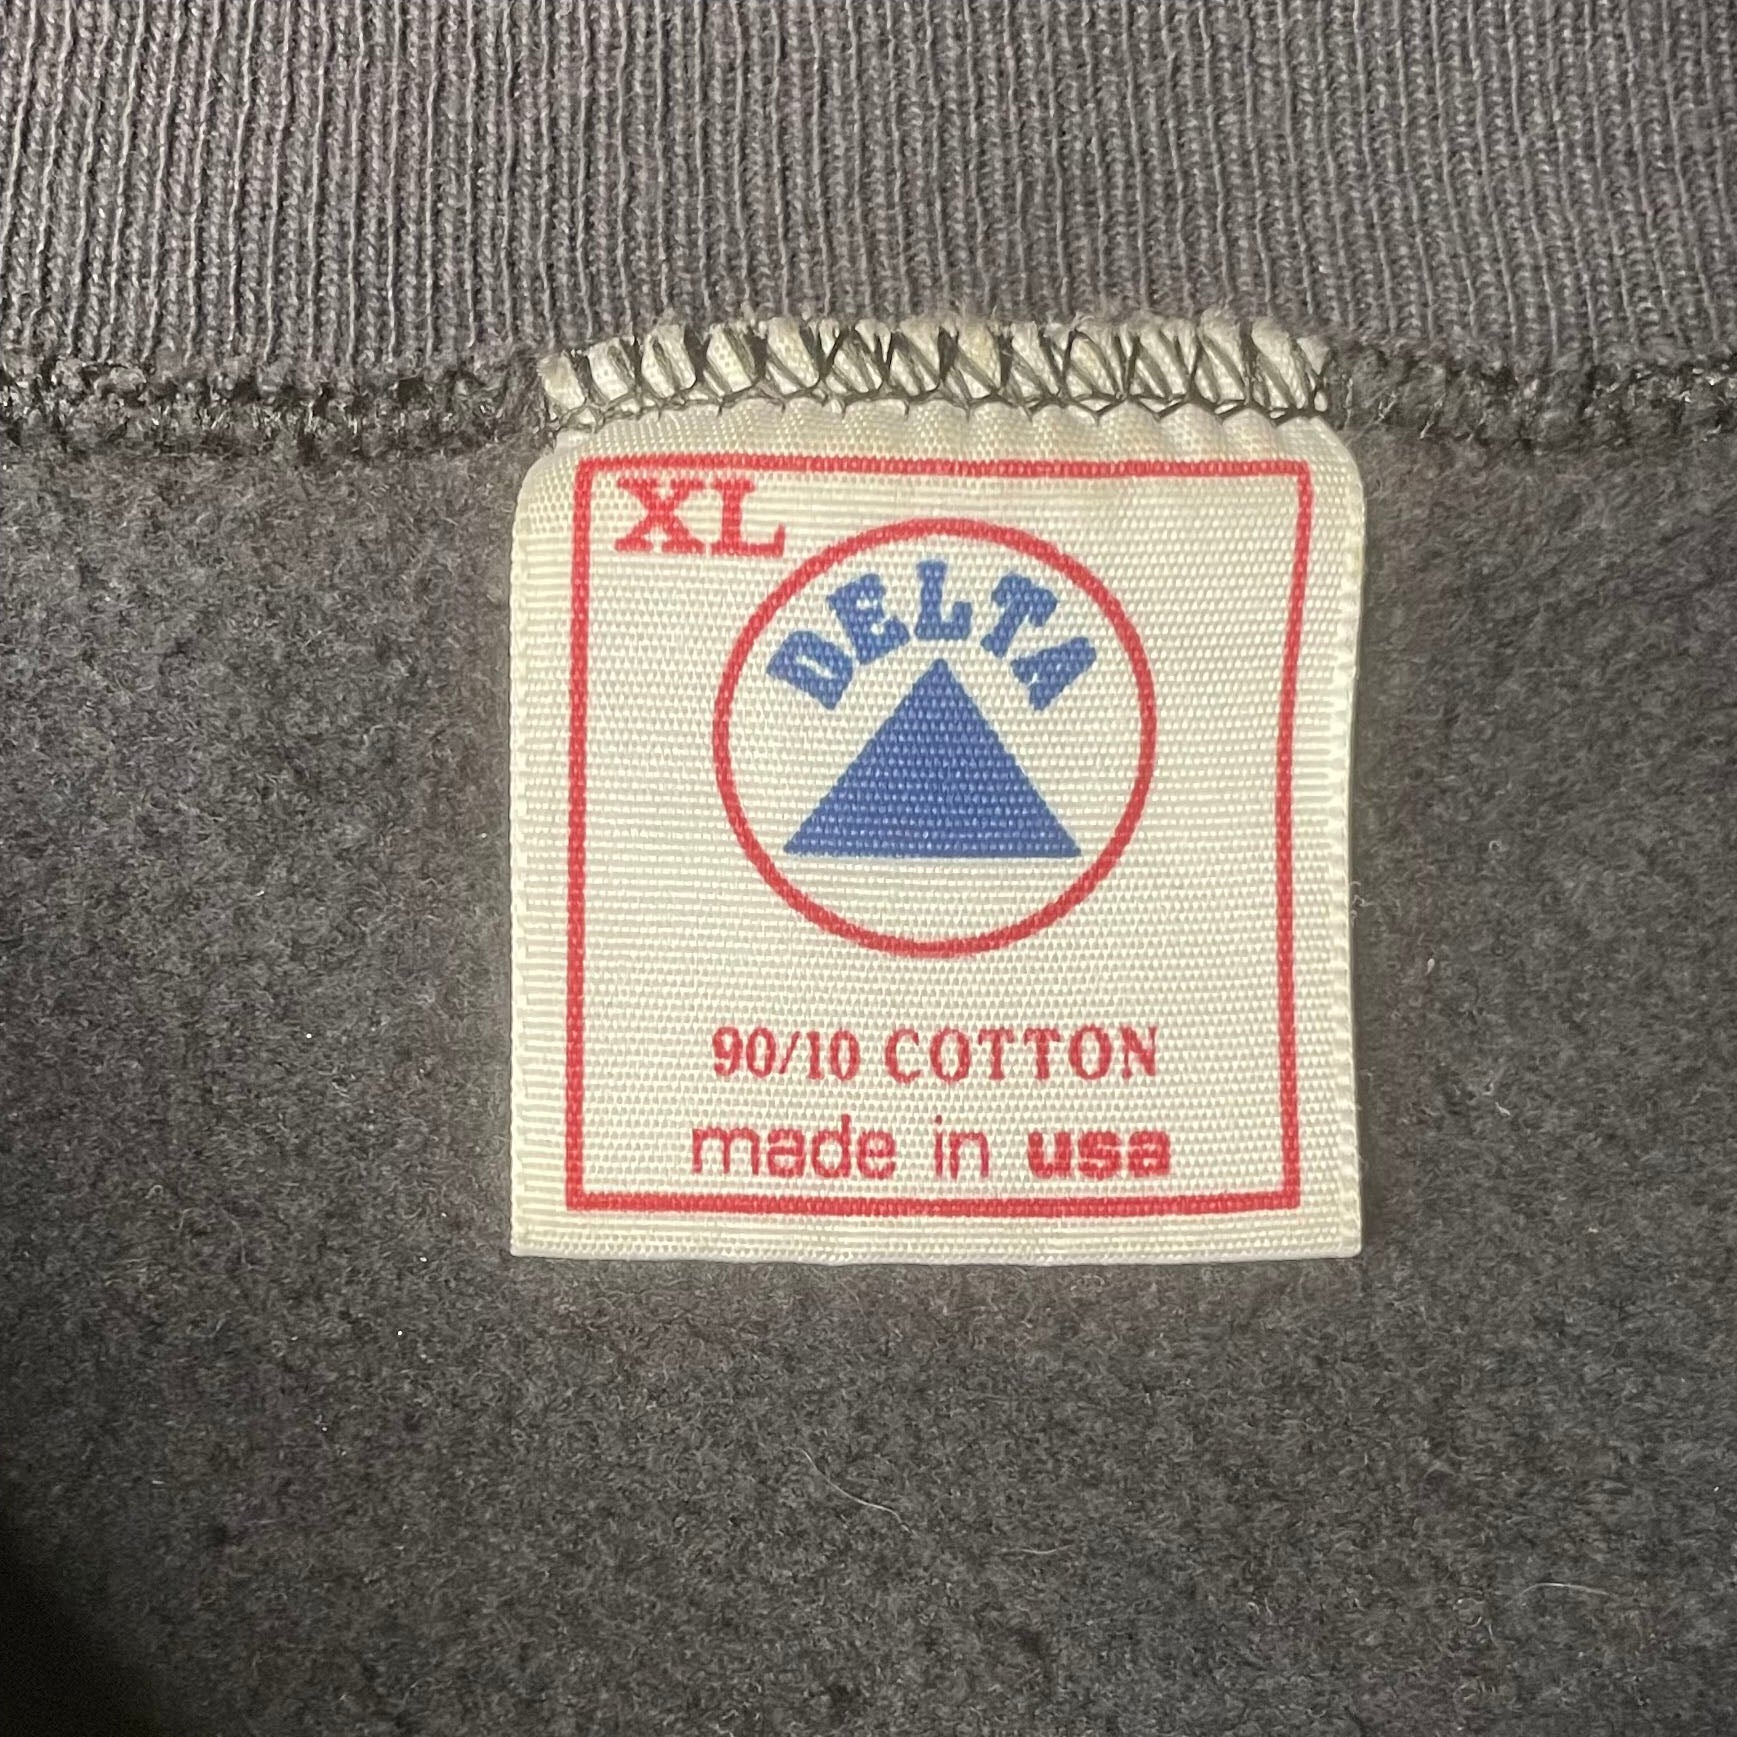 XL
DELTA
90/10 COTTON
made in usa